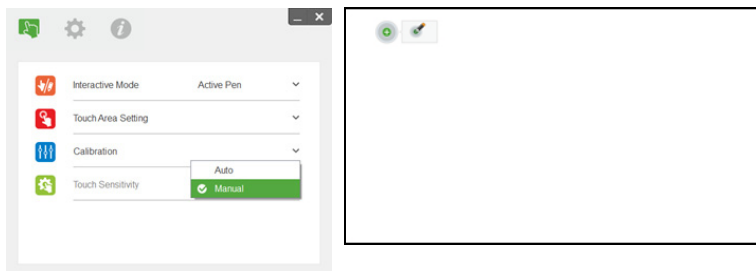 Interactive Mode Active Pen
Touch Area Setting
Calibration
Auto
Touch Sensitivity
Manual